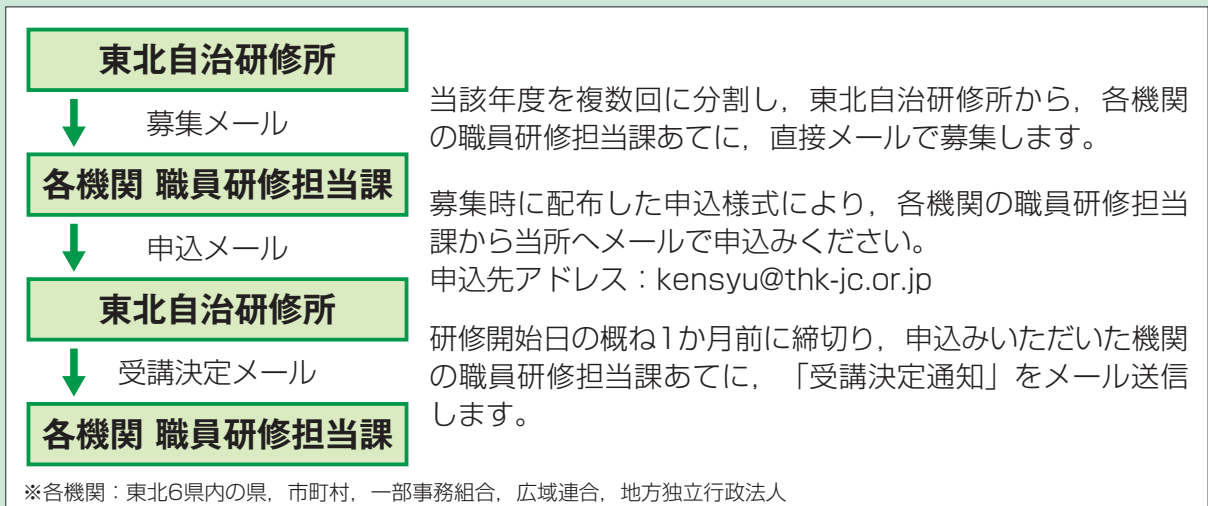 東北自治研修所
募集メール
各機関 職員研修担当課
申込メール
東北自治研修所
受講決定メール
各機関 職員研修担当課
当該年度を複数回に分割し，東北自治研修所から，各機関
の職員研修担当課あてに，直接メールで募集します。
募集時に配布した申込様式により，各機関の職員研修担当
課から当所へメールで申込みください。
申込先アドレス：kensyu@thk-jc.or.jp
研修開始日の概ね1か月前に締切り，申込みいただいた機関
の職員研修担当課あてに，「受講決定通知」をメール送信
します。
※各機関：東北6県内の県，市町村，一部事務組合，広域連合，地方独立行政法人